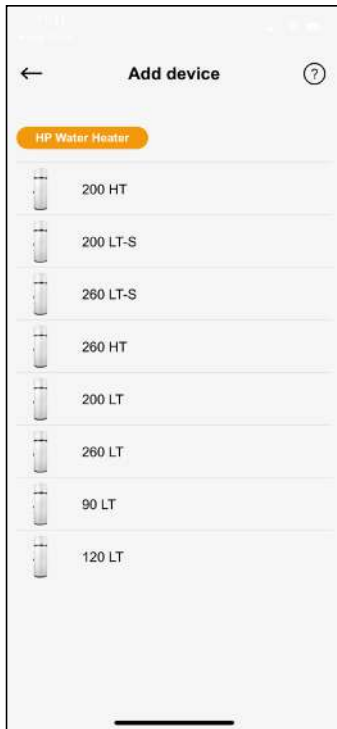 Add device
?
HP Water Heater
200 HT
200 LT-S
260 LT-S
260 HT
200 LT
260 LT
90 LT
120 LT